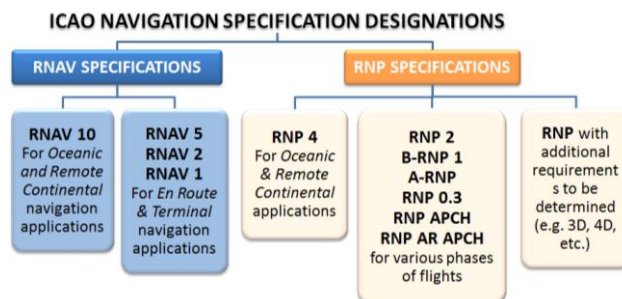 ICAO NAVIGATION SPECIFICATION DESIGNATIONS
RNAV SPECIFICATIONS
RNP SPECIFICATIONS
RNAV 10
For Oceanic
and Remote
Continental
navigation
applications
RNAV 5
RNAV 2
RNAV 1
For En Route
& Terminal
navigation
applications
RNP 4
For Oceanic
& Remote
Continental
applications
RNP 2
B-RNP 1
A-RNP
RNP 0.3
RNP APCH
RNP AR APCH
for various phases
of flights
RNP with
additional
requirement
s to be
determined
(e.g. 3D, 4D,
etc.)